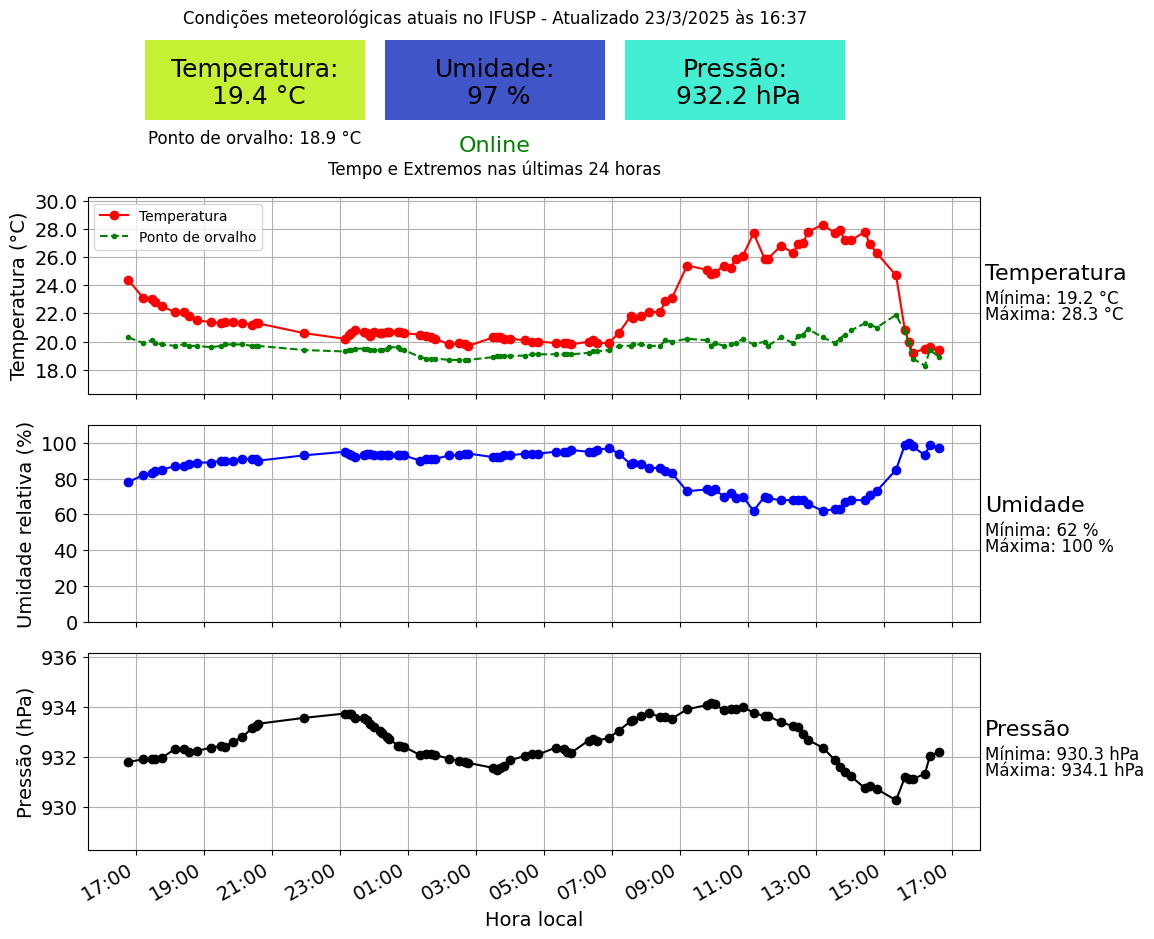 Condições meteorológicas atuais no IFUSP - Atualizado 23/3/2025 às 16:37
Temperatura:
19.4 °C
Umidade:
97 %
Pressão:
932.2 hPa
Ponto de orvalho: 18.9 °C
Online
Tempo e Extremos nas últimas 24 horas
Temperatura (°C)
30.0
28.0
26.0
24.0
22.0
20.0
18.0
Temperatura
Ponto de orvalho
Temperatura
Mínima: 19.2 °C
Máxima: 28.3 °C
Umidade relativa (%)
100
80
60
40
20
0
Umidade
Mínima: 62 %
Máxima: 100 %
Pressão (hPa)
936
934
932
930
Pressão
Mínima: 930.3 hPa
Máxima: 934.1 hPa
17:00 19:00 21:00 23:00 01:00 03:00 05:00 07:00 09:00 11:00 13:00 15:00 17:00
Hora local